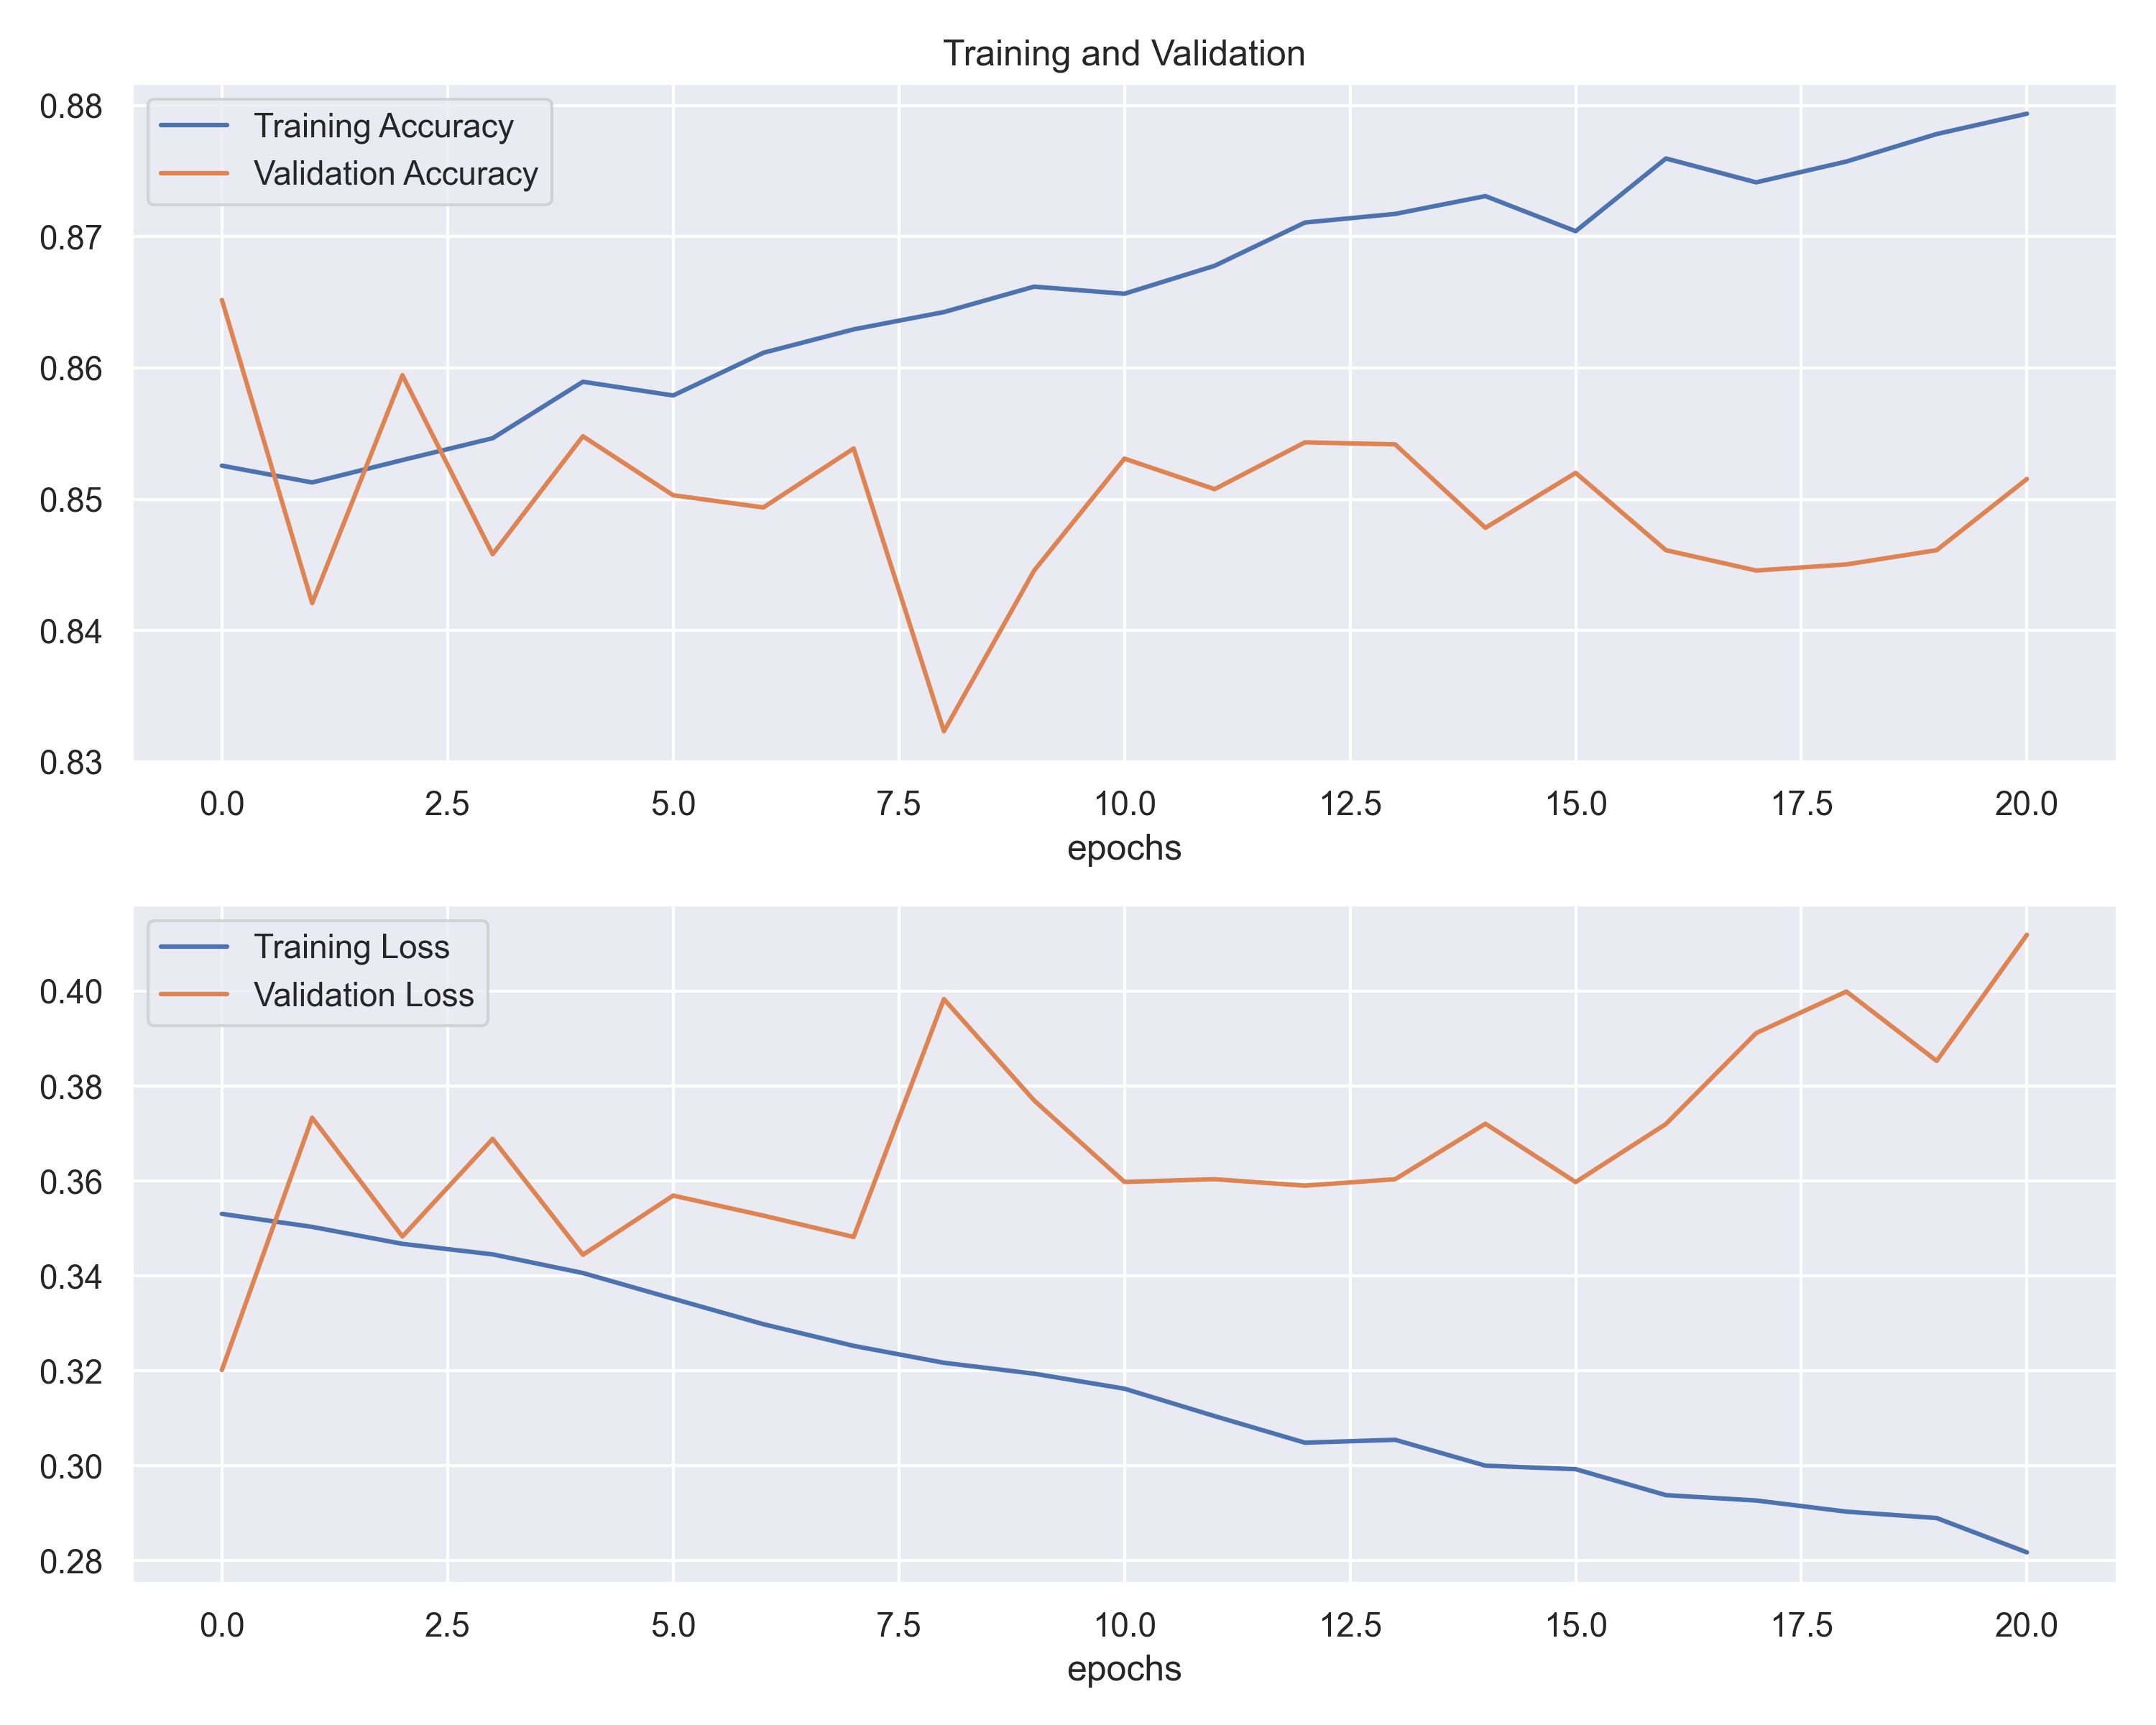 Training and Validation
0.88
0.87
0.86
0.85
0.84
0.83
Training Accuracy
Validation Accuracy
0.0 2.5 5.0 7.5 10.0 12.5 15.0 17.5 20.0
epochs
0.40
0.38
0.36
0.34
0.32
0.30
0.28
Training Loss
Validation Loss
0.0 2.5 5.0 7.5 10.0 12.5 15.0 17.5 20.0
epochs